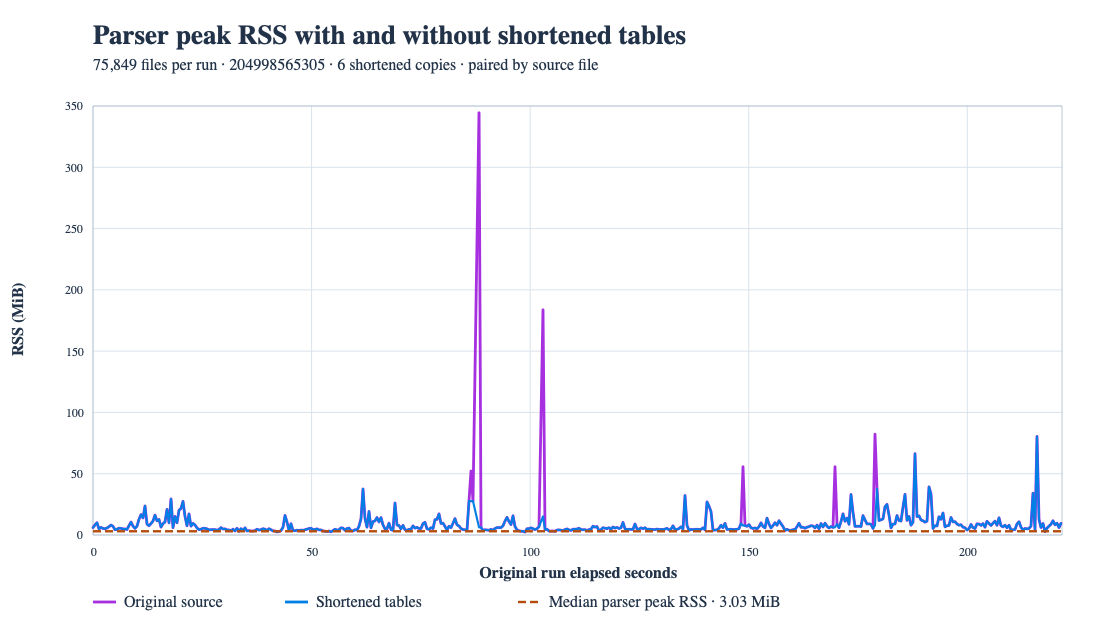 Parser peak RSS with and without shortened tables
75,849 files per run · 204998565305 · 6 shortened copies · paired by source file
350
300
250
200
150
100
50
0
RSS (MiB)
0 50 100 150 200
Original run elapsed seconds
Original source Shortened tables Median parser peak RSS · 3.03 MiB